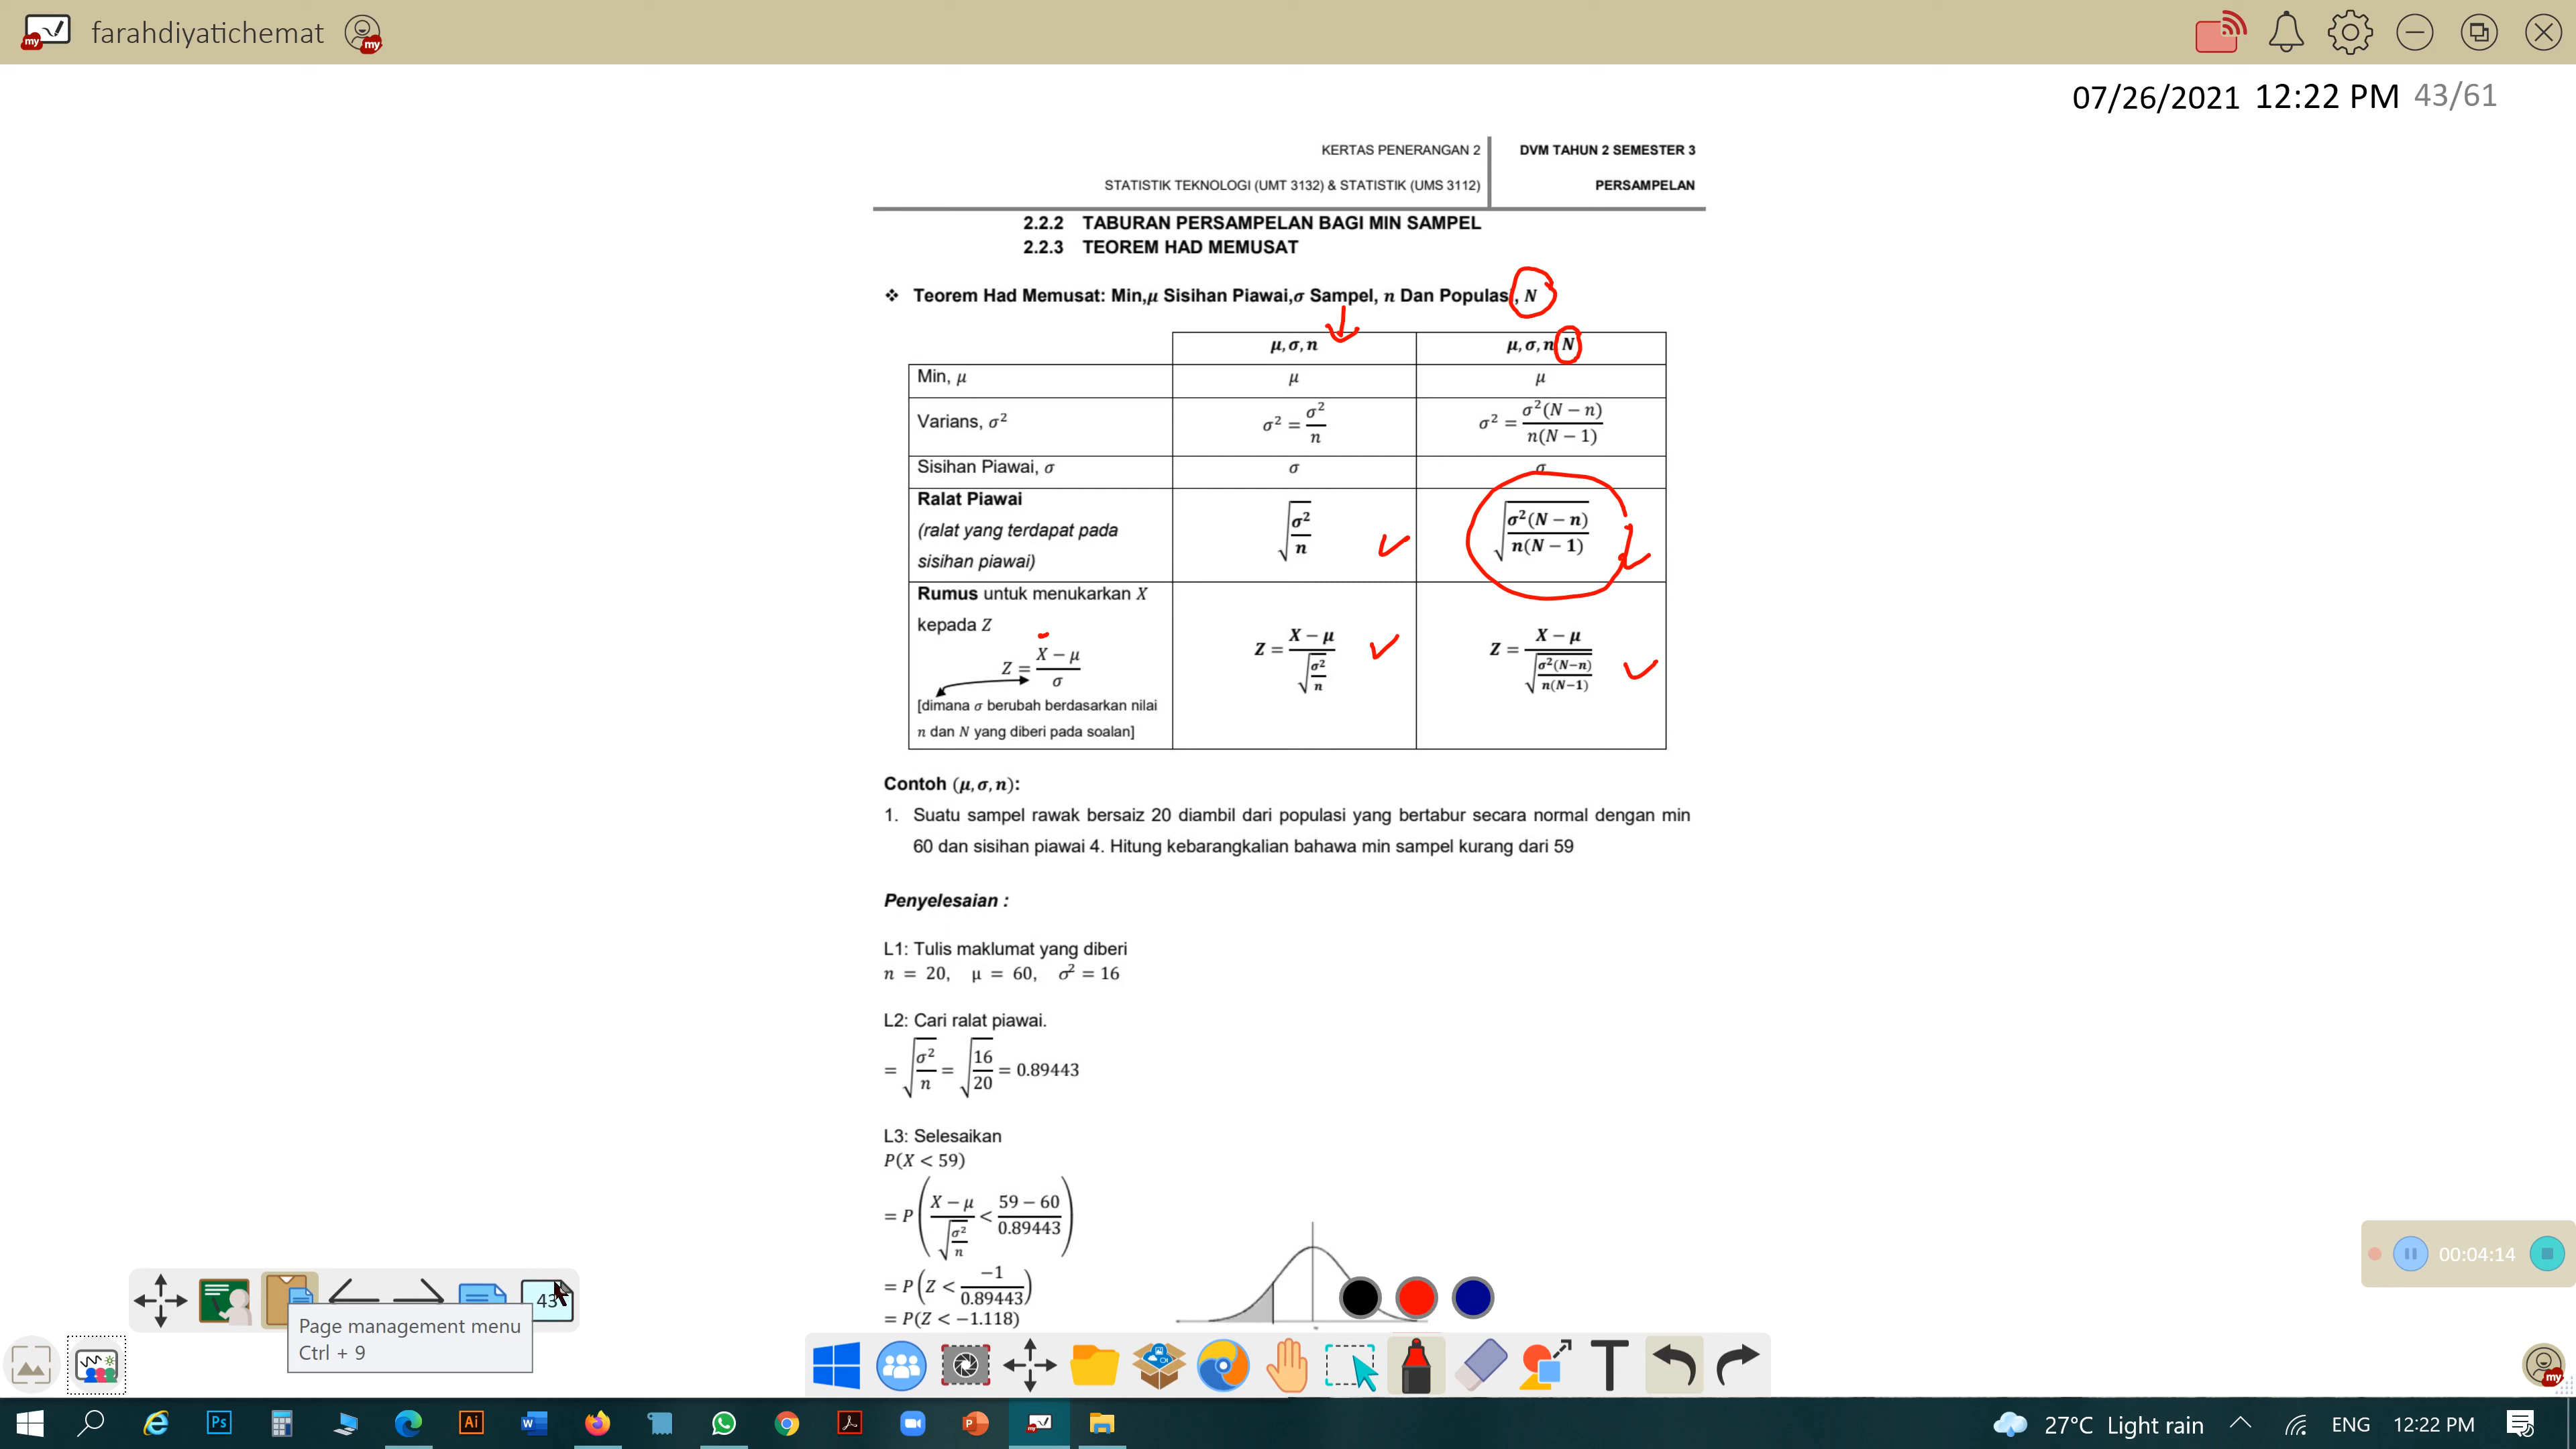 farahdiyatichemat
my
my
07/26/2021 12:22 PM 43/61
KERTAS PENERANGAN 2
DVM TAHUN 2 SEMESTER 3
STATISTIK TEKNOLOGI (UMT 3132) & STATISTIK (UMS 3112)
PERSAMPELAN
2.2.2 TABURAN PERSAMPELAN BAGI MIN SAMPEL
2.2.3 TEOREM HAD MEMUSAT
❖ Teorem Had Memusat: Min,μ Sisihan Piawai,σ Sampel, n Dan Populasi, N
μ, σ, n
μ, σ, n N
Min, μ
μ
μ
Varians, σ²
σ² = σ²/n
σ² = σ²(N − n)/n(N − 1)
Sisihan Piawai, σ
σ
σ
Ralat Piawai
(ralat yang terdapat pada
sisihan piawai)
√(σ²/n)
√(σ²(N − n)/n(N − 1))
Rumus untuk menukarkan X
kepada Z
Z = (X − μ)/σ
[dimana σ berubah berdasarkan nilai
n dan N yang diberi pada soalan]
Z = (X − μ)/√(σ²/n)
Z = (X − μ)/√(σ²(N−n)/n(N−1))
Contoh (μ, σ, n):
1. Suatu sampel rawak bersaiz 20 diambil dari populasi yang bertabur secara normal dengan min
60 dan sisihan piawai 4. Hitung kebarangkalian bahawa min sampel kurang dari 59
Penyelesaian :
L1: Tulis maklumat yang diberi
n = 20, μ = 60, σ² = 16
L2: Cari ralat piawai.
= √(σ²/n) = √(16/20) = 0.89443
L3: Selesaikan
P(X < 59)
= P((X − μ)/√(σ²/n) < (59 − 60)/0.89443)
= P(Z < −1/0.89443)
= P(Z < −1.118)
00:04:14
43
Page management menu
Ctrl + 9
T
my
Ps
Ai
W
P
27°C Light rain
ENG
12:22 PM